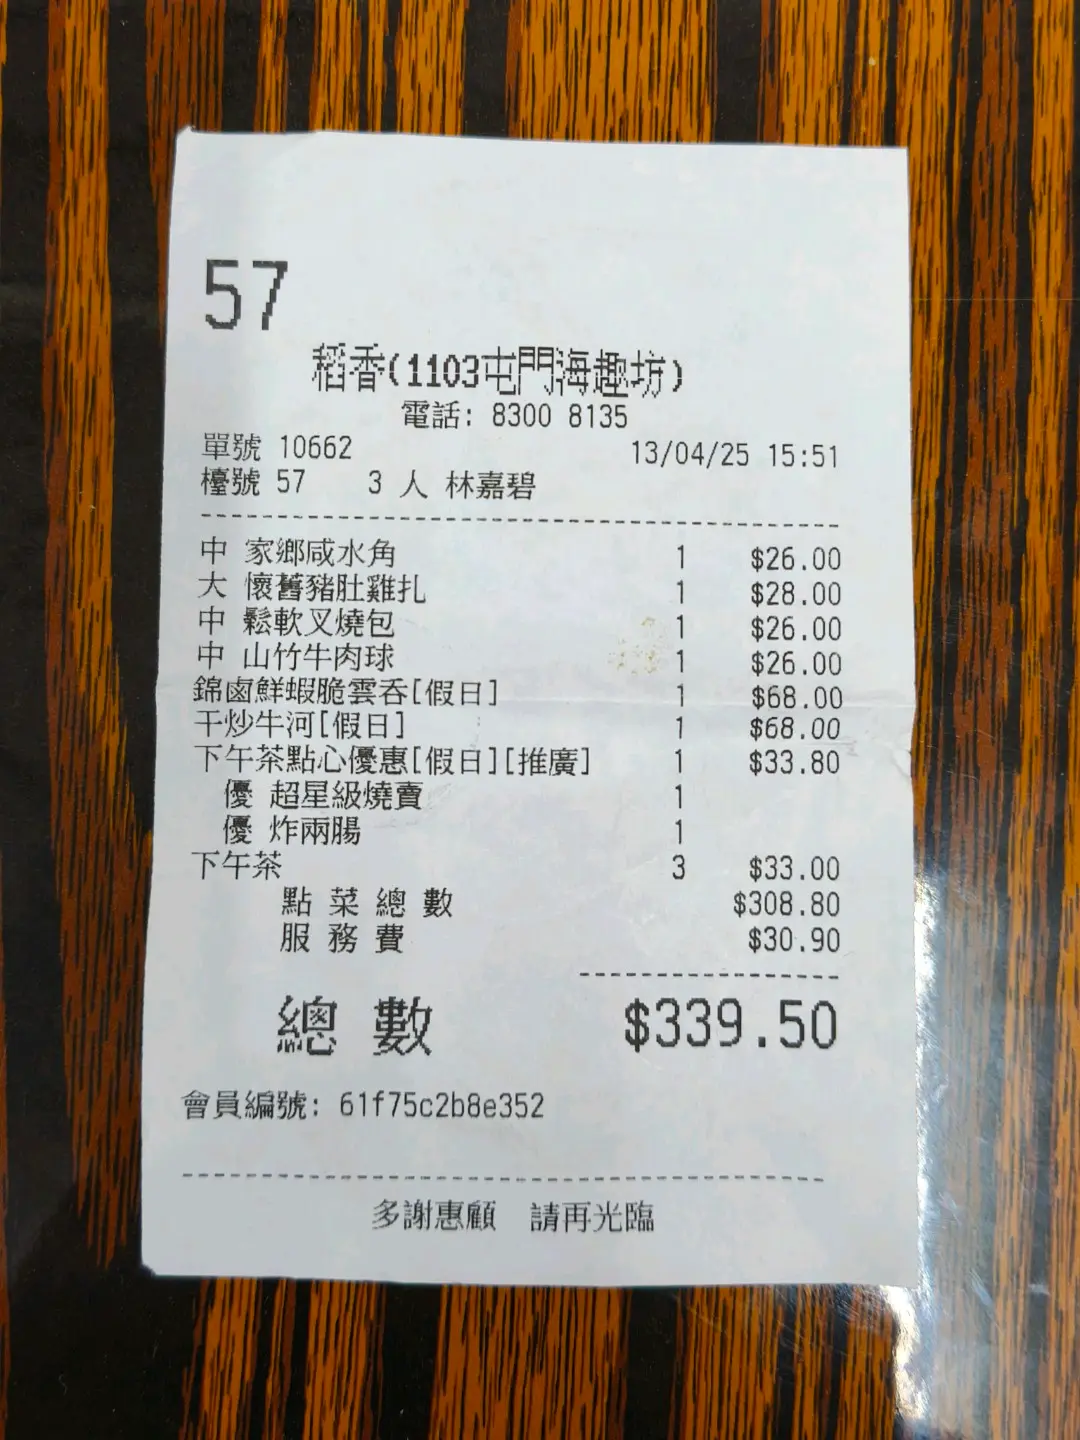 57
稻香(1103屯門海趣坊)
電話: 8300 8135
單號 10662 13/04/25 15:51
檯號 57 3 人 林嘉碧
中 家鄉咸水角 1 $26.00
大 懷舊豬肚雞扎 1 $28.00
中 鬆軟叉燒包 1 $26.00
中 山竹牛肉球 1 $26.00
錦鹵鮮蝦脆雲吞[假日] 1 $68.00
干炒牛河[假日] 1 $68.00
下午茶點心優惠[假日][推廣] 1 $33.80
優 超星級燒賣 1
優 炸兩腸 1
下午茶 3 $33.00
點 菜 總 數 $308.80
服 務 費 $30.90
總 數 $339.50
會員編號: 61f75c2b8e352
多謝惠顧 請再光臨